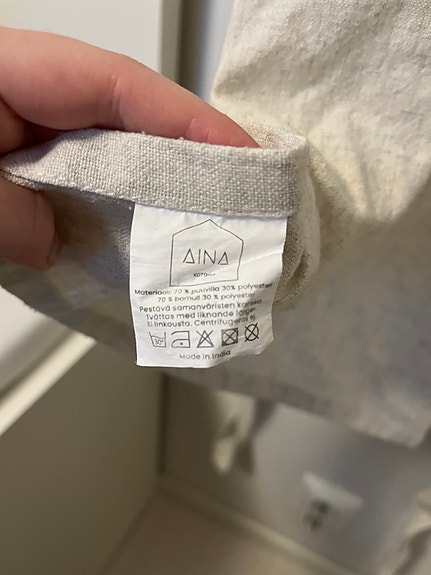 AINA
KOTONA
Materiaali: 70 % puuvilla 30% polyesteri
70 % bomull 30 % polyester
Pestävä samanväristen kanssa.
Tvättas med liknande färger
Ei linkousta. Centrifugeras ej.
30°
Made in India